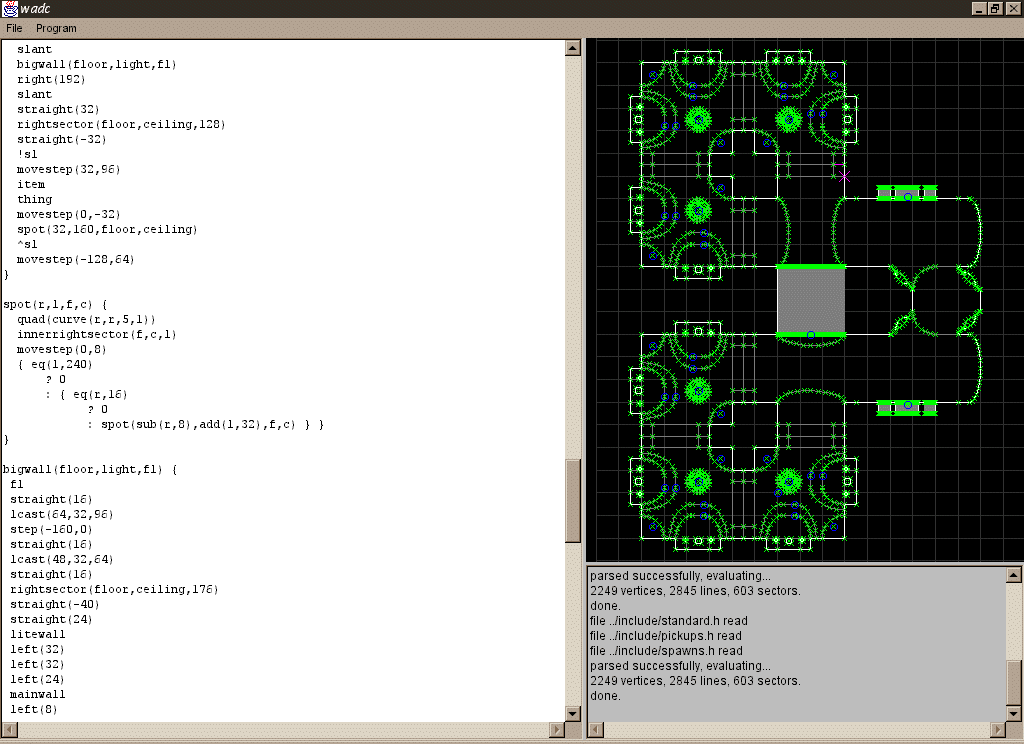 wadc
File Program
slant
bigwall(floor,light,fl)
right(192)
slant
straight(32)
rightsector(floor,ceiling,128)
straight(-32)
!sl
movestep(32,96)
item
thing
movestep(0,-32)
spot(32,160,floor,ceiling)
^sl
movestep(-128,64)
}
spot(r,l,f,c) {
quad(curve(r,r,5,1))
innerrightsector(f,c,l)
movestep(0,8)
{ eq(l,240)
? 0
: { eq(r,16)
? 0
: spot(sub(r,8),add(l,32),f,c) } }
}
bigwall(floor,light,fl) {
fl
straight(16)
lcast(64,32,96)
step(-160,0)
straight(16)
lcast(48,32,64)
straight(16)
rightsector(floor,ceiling,176)
straight(-40)
straight(24)
litewall
left(32)
left(32)
left(24)
mainwall
left(8)
parsed successfully, evaluating...
2249 vertices, 2845 lines, 603 sectors.
done.
file ../include/standard.h read
file ../include/pickups.h read
file ../include/spawns.h read
parsed successfully, evaluating...
2249 vertices, 2845 lines, 603 sectors.
done.